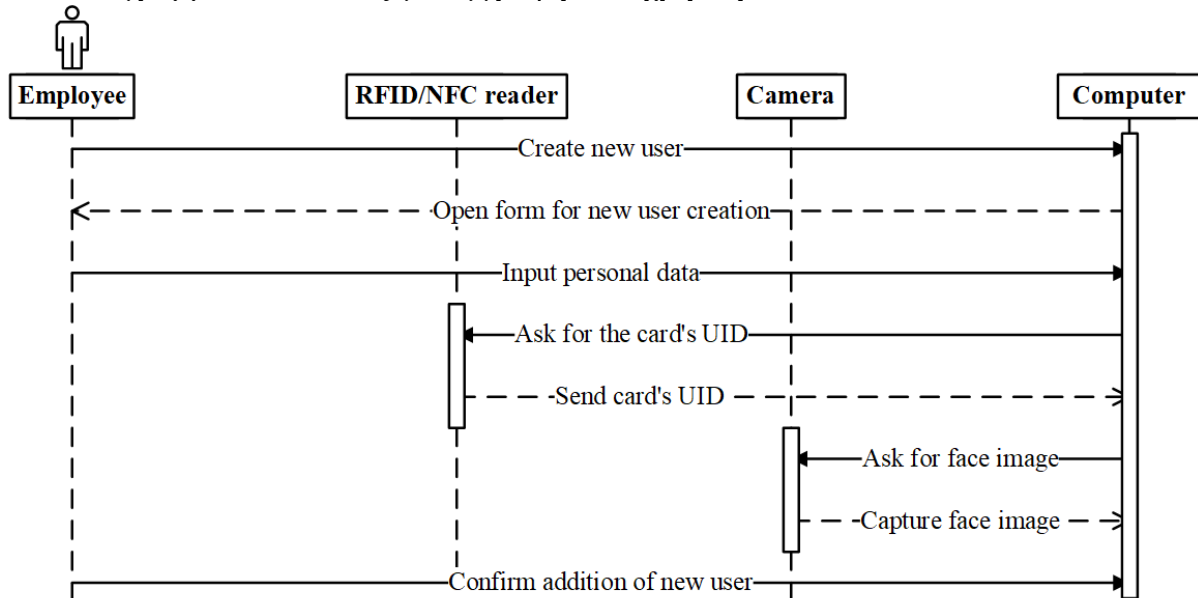 Employee
RFID/NFC reader
Camera
Computer
Create new user
Open form for new user creation
Input personal data
Ask for the card's UID
Send card's UID
Ask for face image
Capture face image
Confirm addition of new user